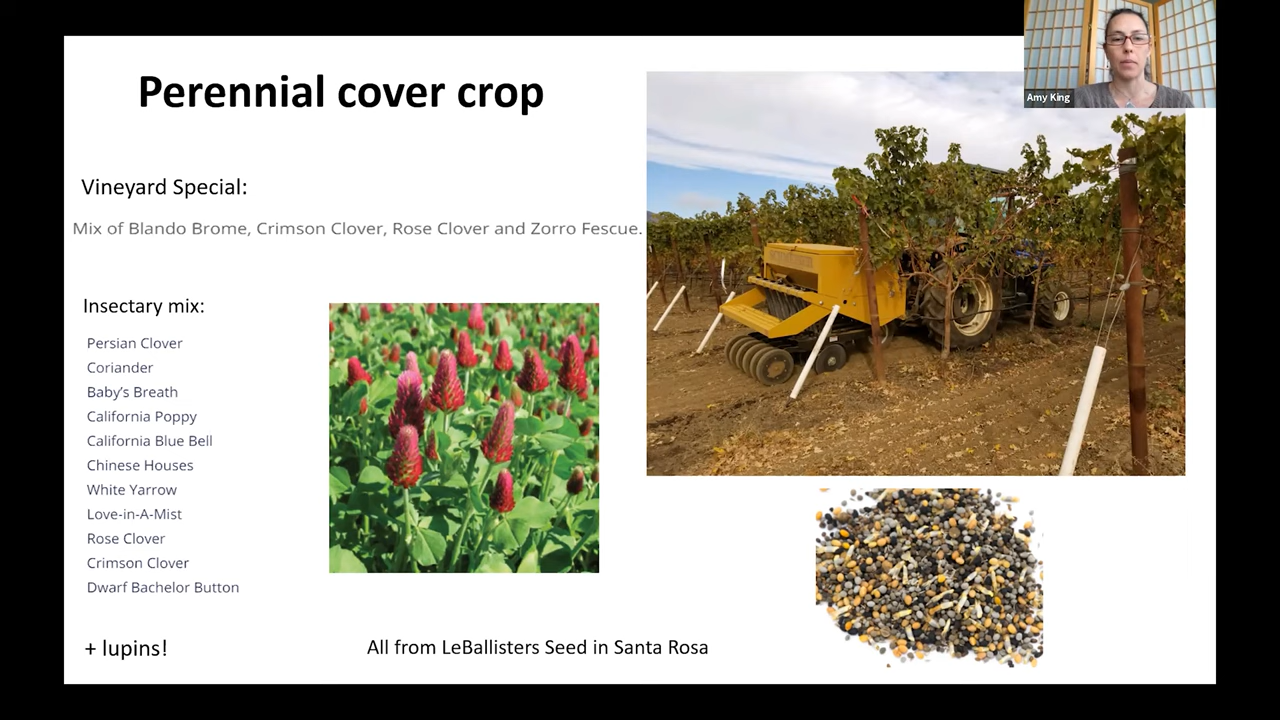 Perennial cover crop
Amy King
Vineyard Special:
Mix of Blando Brome, Crimson Clover, Rose Clover and Zorro Fescue.
Insectary mix:
Persian Clover
Coriander
Baby’s Breath
California Poppy
California Blue Bell
Chinese Houses
White Yarrow
Love-in-A-Mist
Rose Clover
Crimson Clover
Dwarf Bachelor Button
+ lupins!
All from LeBallisters Seed in Santa Rosa